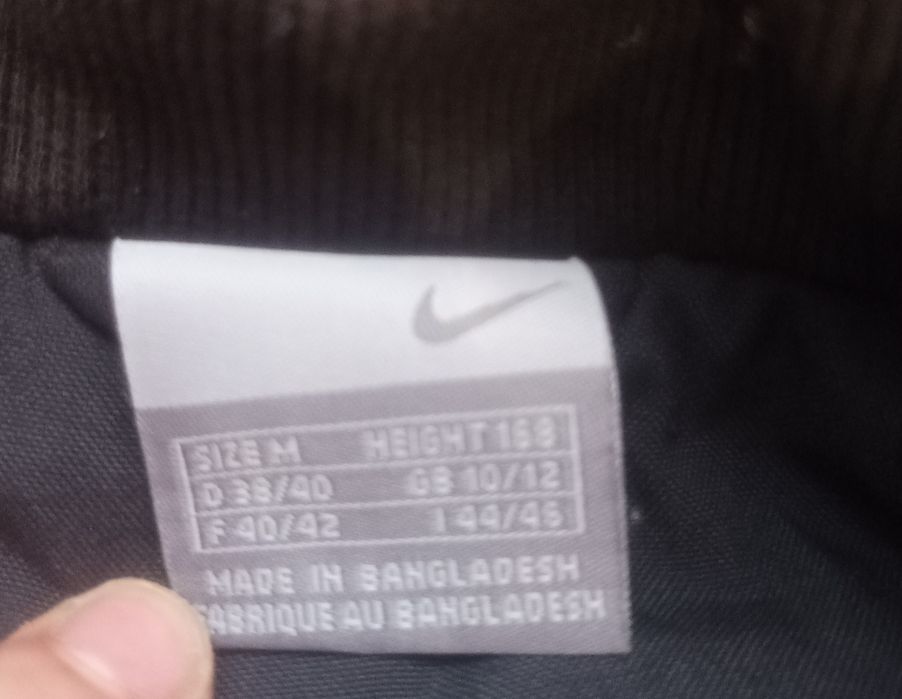 SIZE M HEIGHT 168
D 38/40 GB 10/12
F 40/42 I 44/46
MADE IN BANGLADESH
FABRIQUE AU BANGLADESH